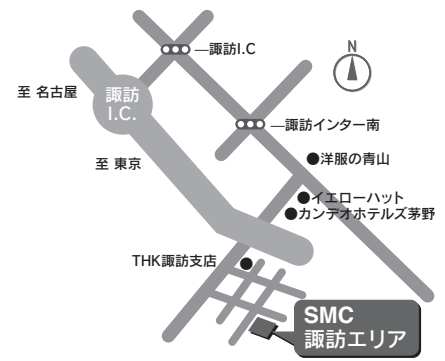 —諏訪I.C
N
至 名古屋
諏訪
I.C.
—諏訪インター南
至 東京
●洋服の青山
●イエローハット
●カンデオホテルズ茅野
THK諏訪支店
SMC
諏訪エリア